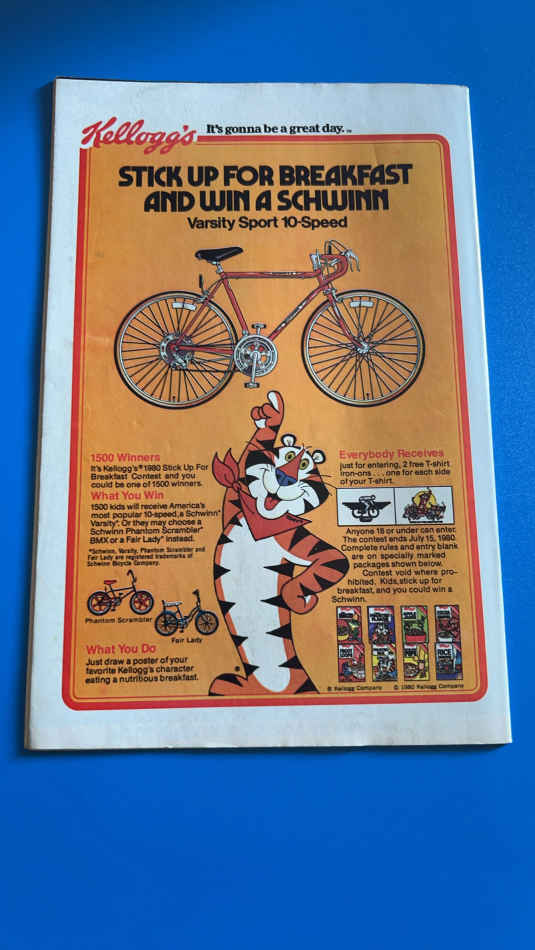 Kellogg's It's gonna be a great day.™
STICK UP FOR BREAKFAST
AND WIN A SCHWINN
Varsity Sport 10-Speed
1500 Winners
It's Kellogg's® 1980 Stick Up For
Breakfast Contest and you
could be one of 1500 winners.
What You Win
1500 kids will receive America's
most popular 10-speed, a Schwinn*
Varsity*. Or they may choose a
Schwinn Phantom Scrambler*
BMX or a Fair Lady* instead.
*Schwinn, Varsity, Phantom Scrambler and
Fair Lady are registered trademarks of
Schwinn Bicycle Company.
Phantom Scrambler
Fair Lady
What You Do
Just draw a poster of your
favorite Kellogg's character
eating a nutritious breakfast.
Everybody Receives
just for entering, 2 free T-shirt
iron-ons . . . one for each side
of your T-shirt.
Anyone 18 or under can enter.
The contest ends July 15, 1980.
Complete rules and entry blank
are on specially marked
packages shown below.
Contest void where pro-
hibited. Kids, stick up for
breakfast, and you could win a
Schwinn.
®
® Kellogg Company © 1980 Kellogg Company